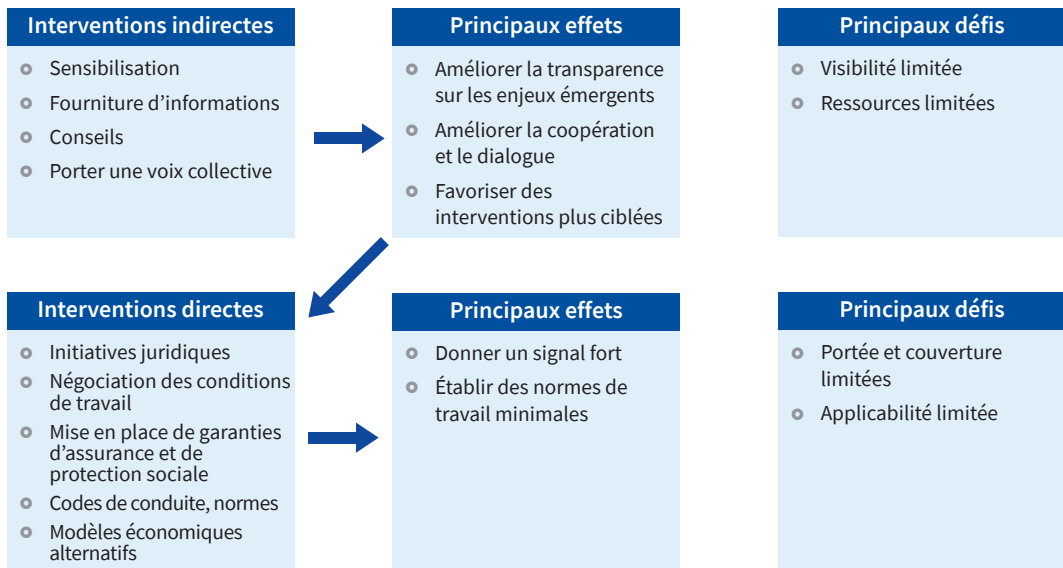 Interventions indirectes
Sensibilisation
Fourniture d'informations
Conseils
Porter une voix collective
Principaux effets
Améliorer la transparence
sur les enjeux émergents
Améliorer la coopération
et le dialogue
Favoriser des
interventions plus ciblées
Principaux défis
Visibilité limitée
Ressources limitées
Interventions directes
Initiatives juridiques
Négociation des conditions
de travail
Mise en place de garanties
d'assurance et de
protection sociale
Codes de conduite, normes
Modèles économiques
alternatifs
Principaux effets
Donner un signal fort
Établir des normes de
travail minimales
Principaux défis
Portée et couverture
limitées
Applicabilité limitée